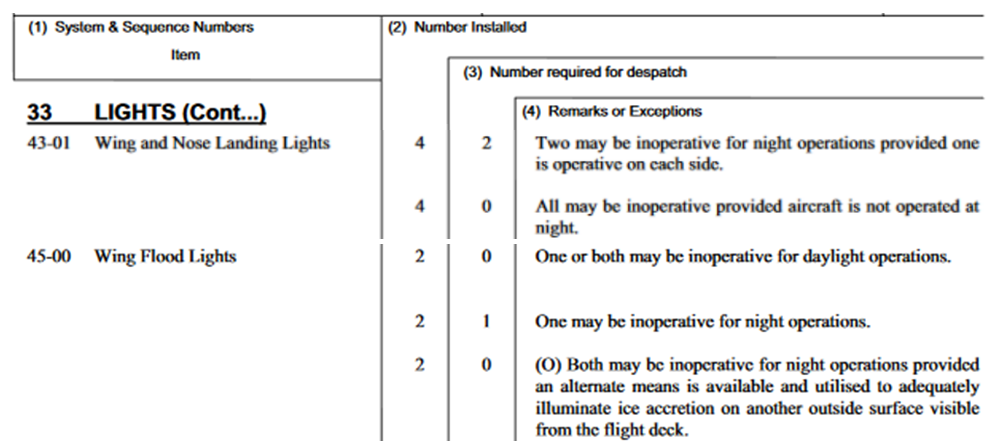 (1) System & Sequence Numbers
Item
(2) Number Installed
(3) Number required for despatch
(4) Remarks or Exceptions
33 LIGHTS (Cont...)
43-01 Wing and Nose Landing Lights 4 2 Two may be inoperative for night operations provided one
is operative on each side.
4 0 All may be inoperative provided aircraft is not operated at
night.
45-00 Wing Flood Lights 2 0 One or both may be inoperative for daylight operations.
2 1 One may be inoperative for night operations.
2 0 (O) Both may be inoperative for night operations provided
an alternate means is available and utilised to adequately
illuminate ice accretion on another outside surface visible
from the flight deck.